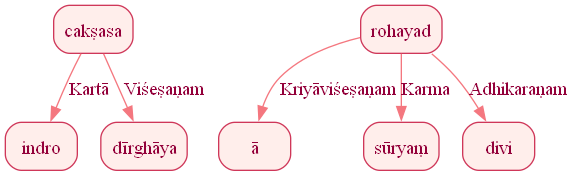 cakṣasa rohayad
Kartā Viśeṣaṇam Kriyāviśeṣaṇam Karma Adhikaraṇam
indro dīrghāya ā sūryaṃ divi